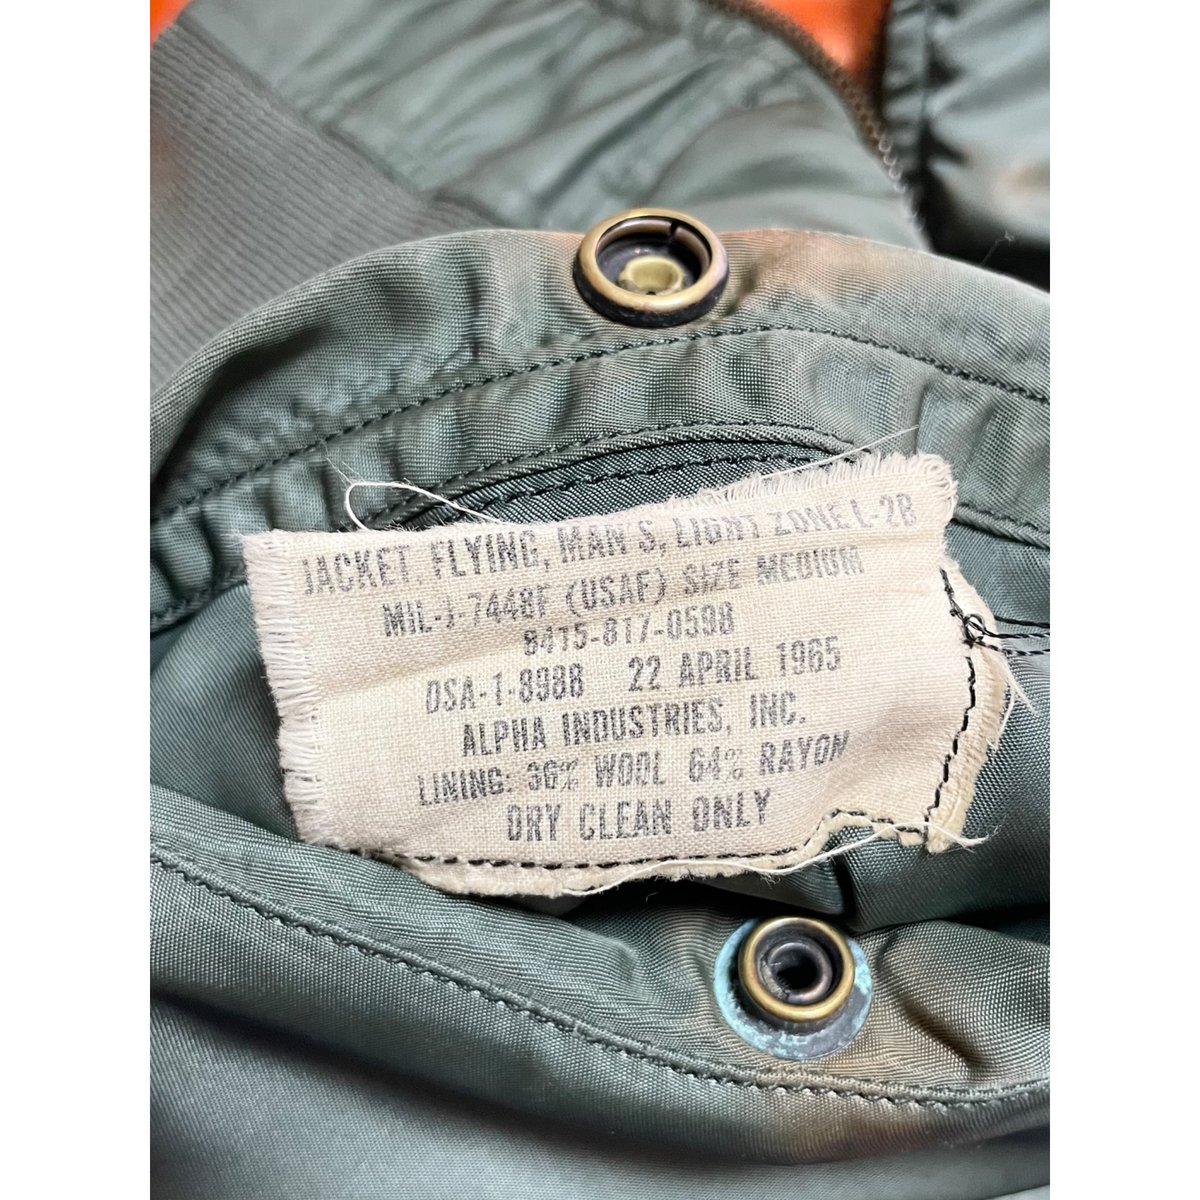 JACKET, FLYING, MAN'S, LIGHT ZONE L-2B
MIL-J-7448F (USAF) SIZE MEDIUM
8415-817-0598
DSA-1-8988 22 APRIL 1965
ALPHA INDUSTRIES, INC.
LINING: 36% WOOL 64% RAYON
DRY CLEAN ONLY